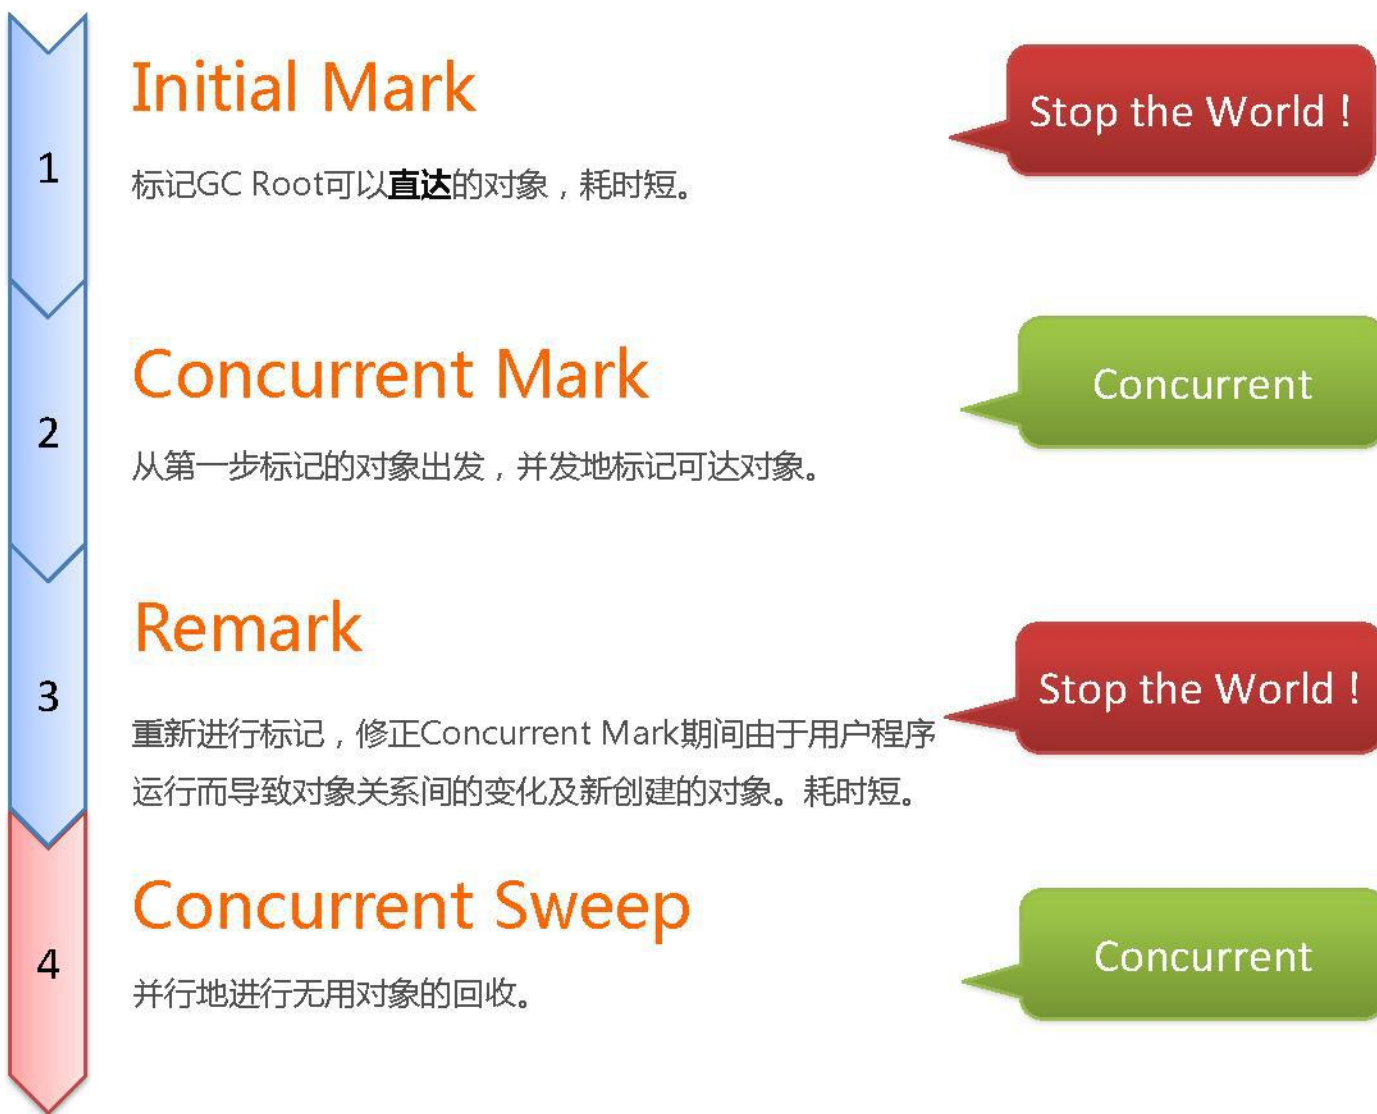 1
Initial Mark
Stop the World！
标记GC Root可以直达的对象，耗时短。
2
Concurrent Mark
Concurrent
从第一步标记的对象出发，并发地标记可达对象。
3
Remark
Stop the World！
重新进行标记，修正Concurrent Mark期间由于用户程序
运行而导致对象关系间的变化及新创建的对象。耗时短。
4
Concurrent Sweep
Concurrent
并行地进行无用对象的回收。